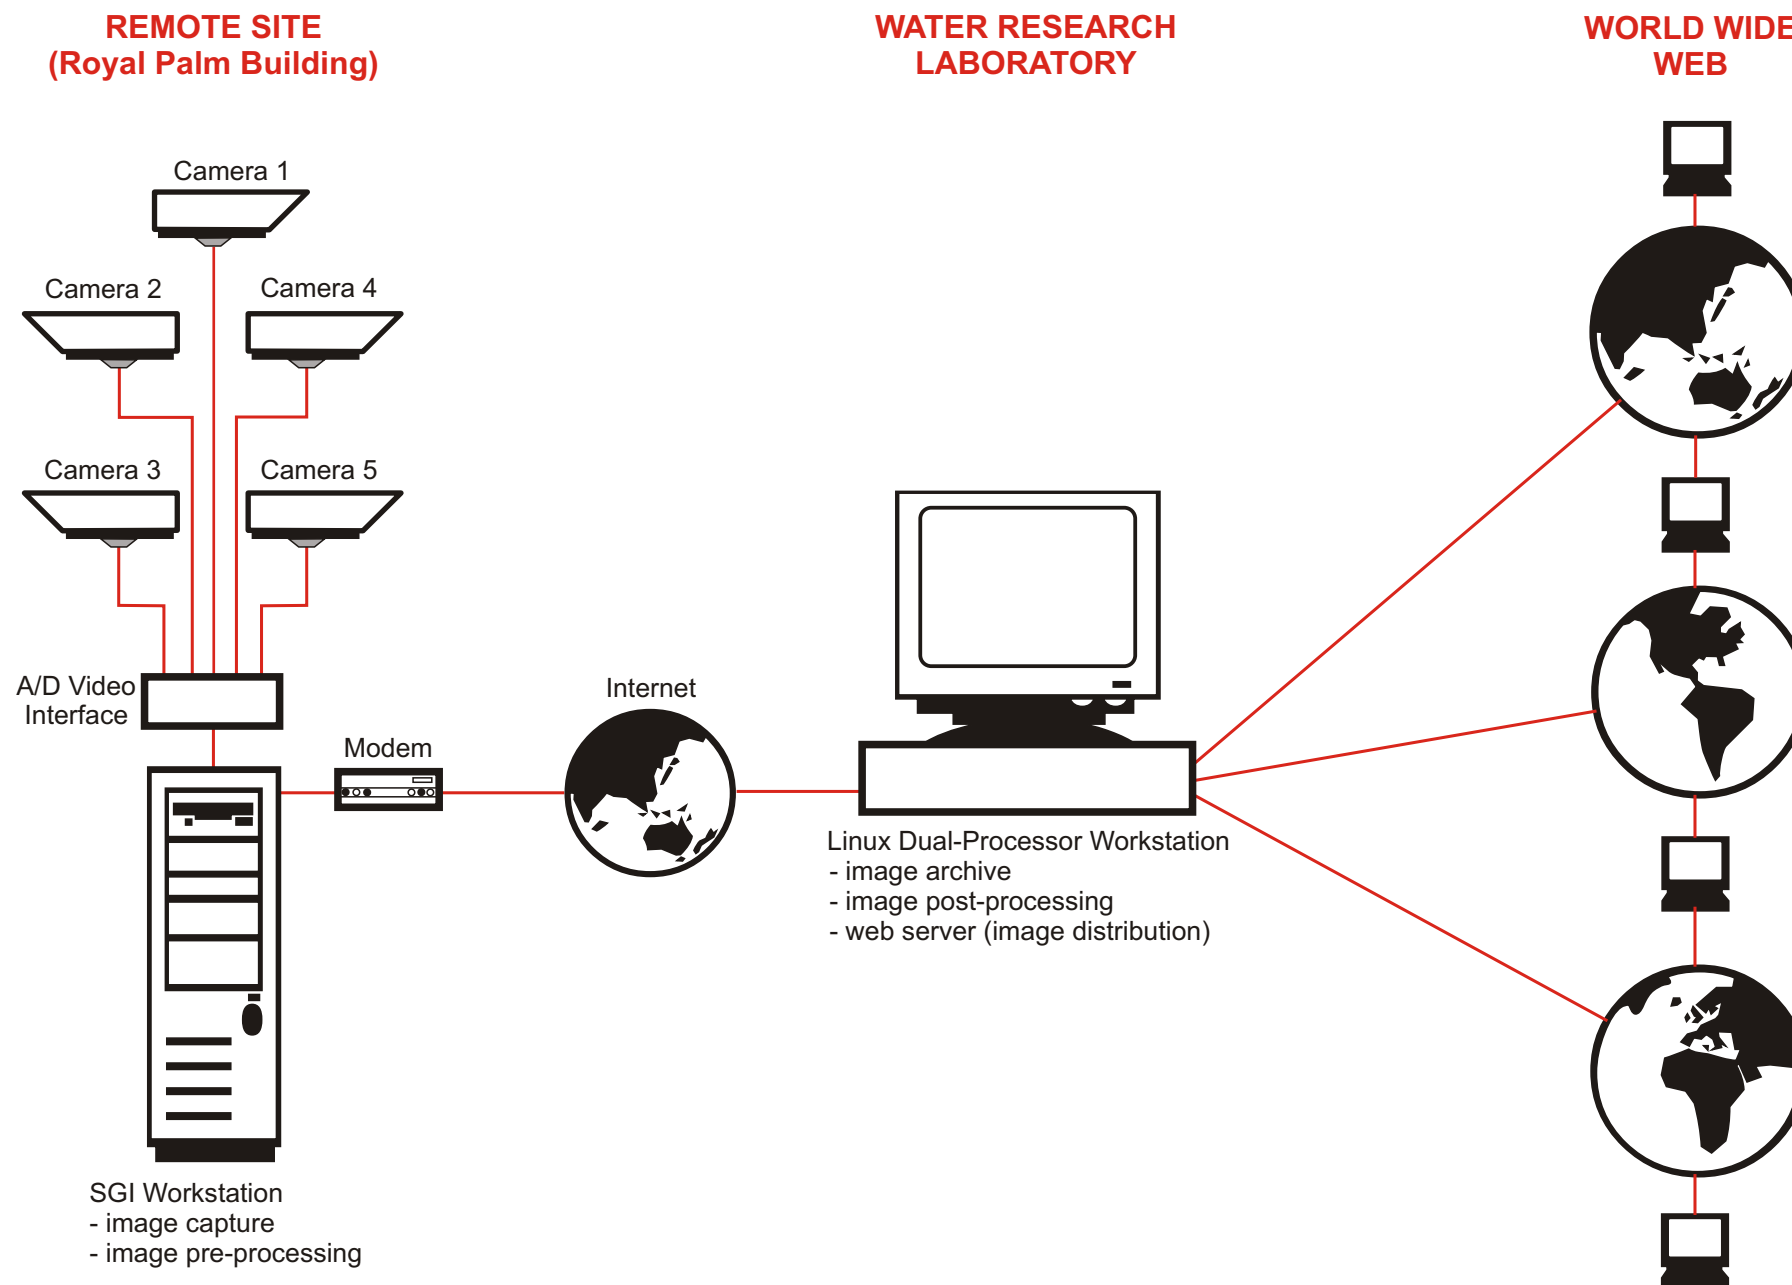 REMOTE SITE
(Royal Palm Building)
WATER RESEARCH
LABORATORY
WORLD WIDE
WEB
Camera 1
Camera 2
Camera 4
Camera 3
Camera 5
A/D Video
Interface
Modem
Internet
Linux Dual-Processor Workstation
- image archive
- image post-processing
- web server (image distribution)
SGI Workstation
- image capture
- image pre-processing